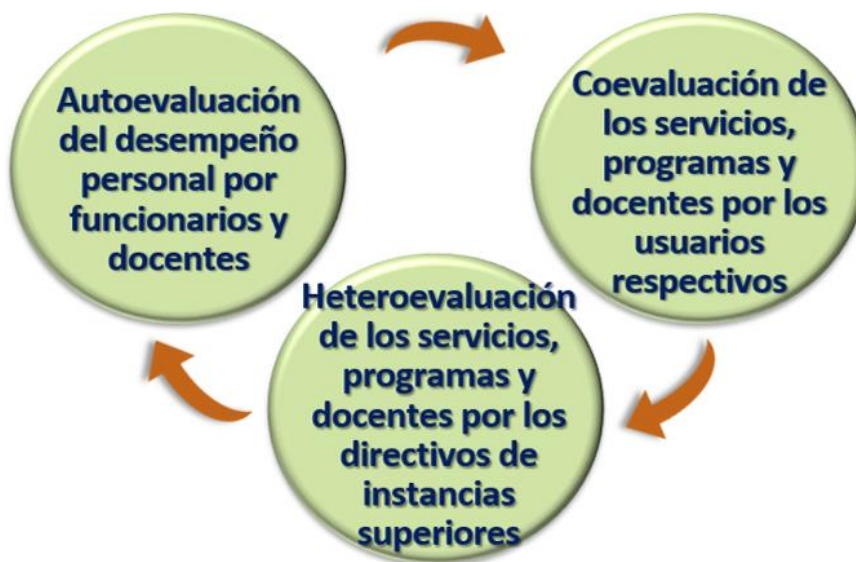 Autoevaluación
del desempeño
personal por
funcionarios y
docentes
Coevaluación de
los servicios,
programas y
docentes por los
usuarios
respectivos
Heteroevaluación
de los servicios,
programas y
docentes por los
directivos de
instancias
superiores